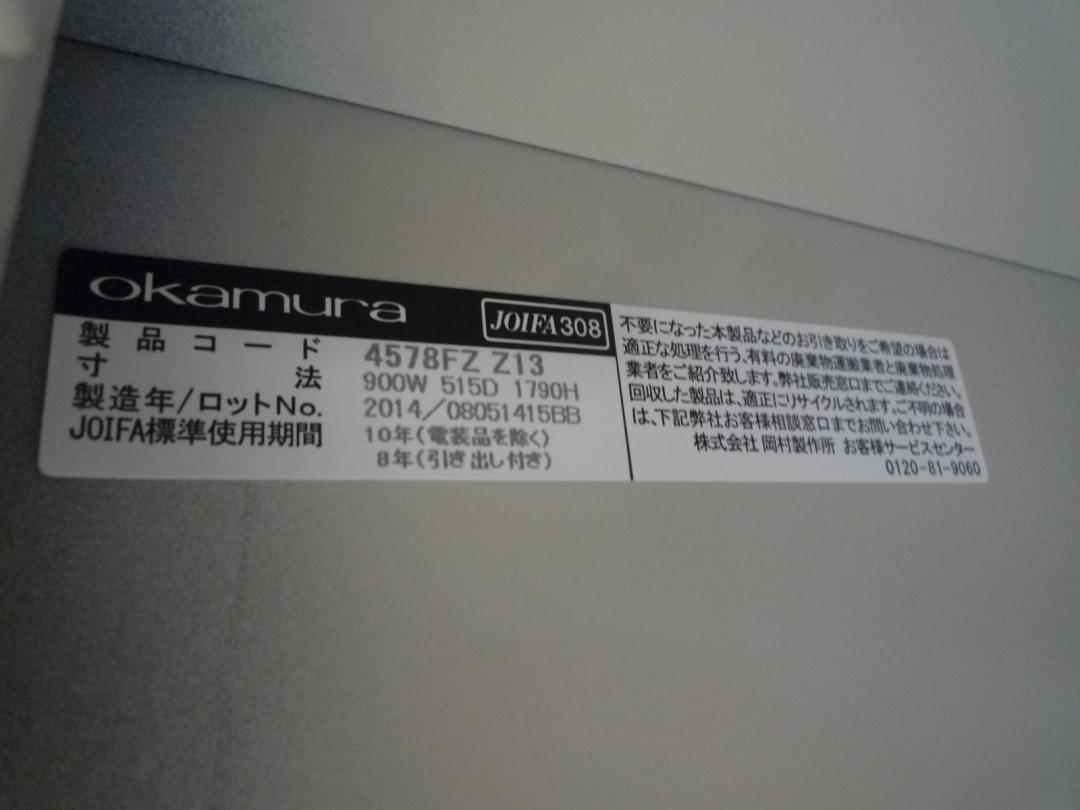 okamura JOIFA308
製品コード 4578FZ Z13
寸法 900W 515D 1790H
製造年/ロットNo. 2014/08051415BB
JOIFA標準使用期間 10年(電装品を除く)
8年(引き出し付き)
不要になった本製品などのお引き取りをご希望の場合は
適正な処理を行う、有料の廃棄物運搬業者と廃棄物処理
業者をご紹介致します。弊社販売窓口までご連絡ください。
回収した製品は、適正にリサイクルされます。ご不明の場合
は、下記弊社お客様相談窓口までお問い合わせ下さい。
株式会社 岡村製作所 お客様サービスセンター
0120-81-9060